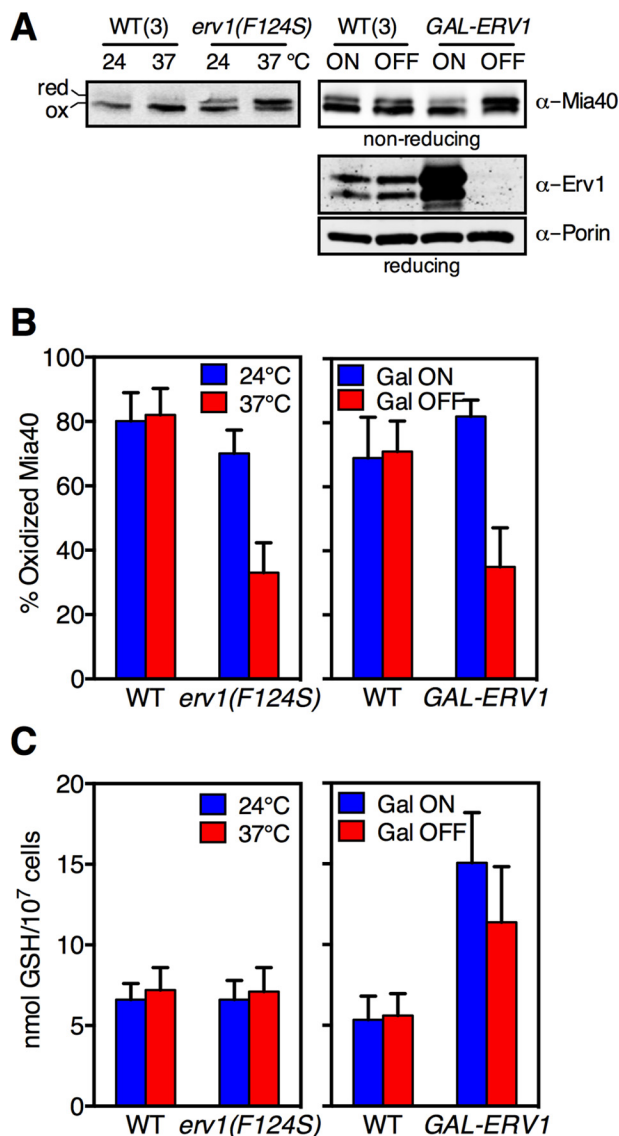 A
WT(3) erv1(F124S) WT(3) GAL-ERV1
24 37 24 37 °C ON OFF ON OFF
red
ox
α-Mia40
non-reducing
α-Erv1
α-Porin
reducing
B
100
80
60
40
20
0
% Oxidized Mia40
24°C
37°C
Gal ON
Gal OFF
WT erv1(F124S) WT GAL-ERV1
C
20
15
10
5
0
nmol GSH/10⁷ cells
24°C
37°C
Gal ON
Gal OFF
WT erv1(F124S) WT GAL-ERV1